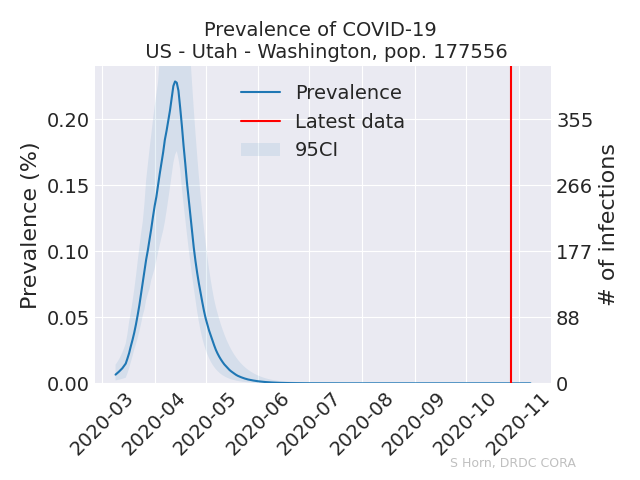 Prevalence of COVID-19
US - Utah - Washington, pop. 177556
Prevalence
Latest data
95CI
Prevalence (%)
0.20
0.15
0.10
0.05
0.00
# of infections
355
266
177
88
0
2020-03
2020-04
2020-05
2020-06
2020-07
2020-08
2020-09
2020-10
2020-11
S Horn, DRDC CORA